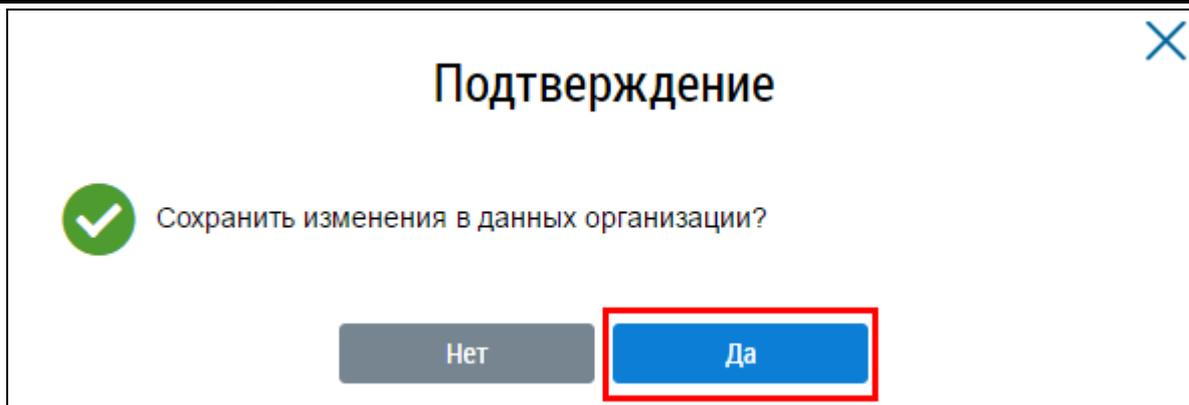 Подтверждение
Сохранить изменения в данных организации?
Нет
Да